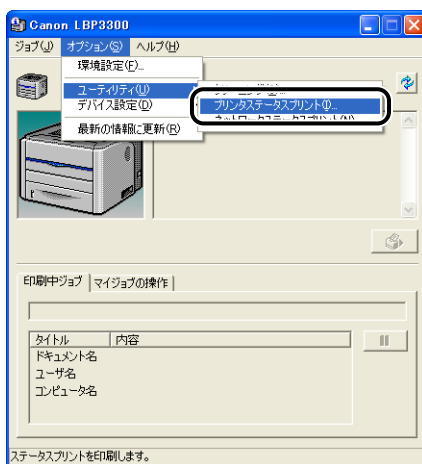 Canon LBP3300
ジョブ(J) オプション(S) ヘルプ(H)
環境設定(F)...
ユーティリティ(U)
プリンタステータスプリント(I)...
デバイス設定(D)
最新の情報に更新(R)
印刷中ジョブ マイジョブの操作
タイトル 内容
ドキュメント名
ユーザ名
コンピュータ名
ステータスプリントを印刷します。